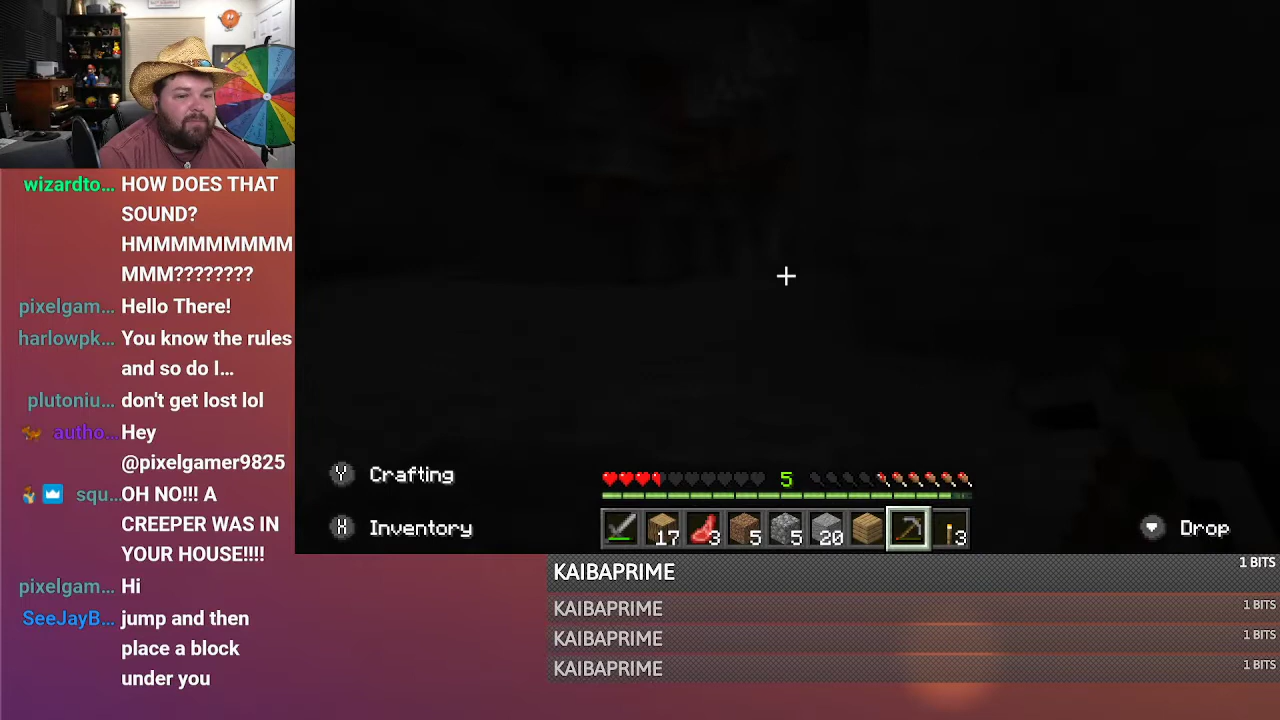 wizardto... HOW DOES THAT
SOUND?
HMMMMMMMMM
MMM????????
pixelgam... Hello There!
harlowpk... You know the rules
and so do I...
plutoniu... don't get lost lol
autho... Hey
@pixelgamer9825
squ... OH NO!!! A
CREEPER WAS IN
YOUR HOUSE!!!!
pixelgam... Hi
SeeJayB... jump and then
place a block
under you
Y Crafting
5
X Inventory
17 3 5 5 20 3
Drop
KAIBAPRIME 1 BITS
KAIBAPRIME 1 BITS
KAIBAPRIME 1 BITS
KAIBAPRIME 1 BITS